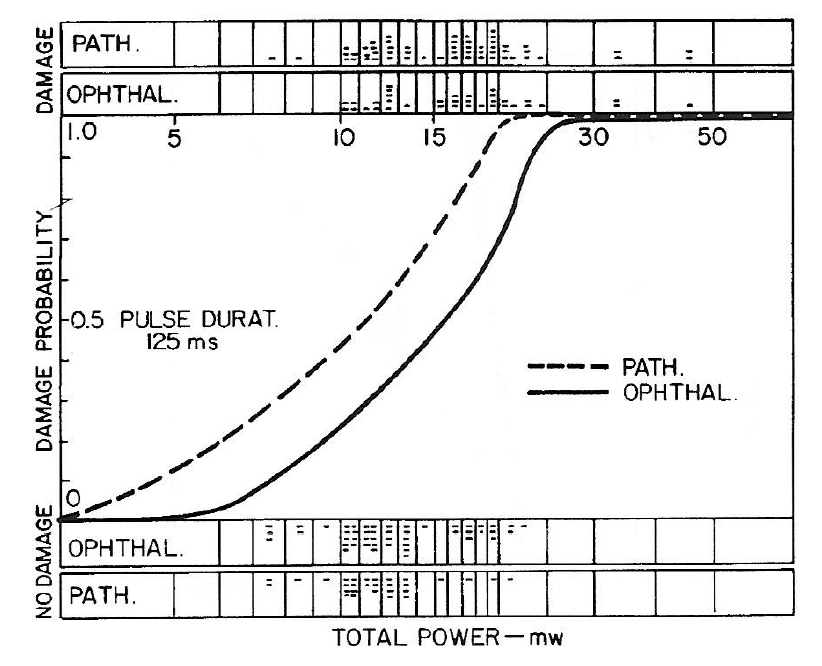 DAMAGE
PATH.
OPHTHAL.
1.0
5
10
15
30
50
DAMAGE PROBABILITY
0.5 PULSE DURAT.
125 ms
PATH.
OPHTHAL.
0
NO DAMAGE
OPHTHAL.
PATH.
TOTAL POWER—mw